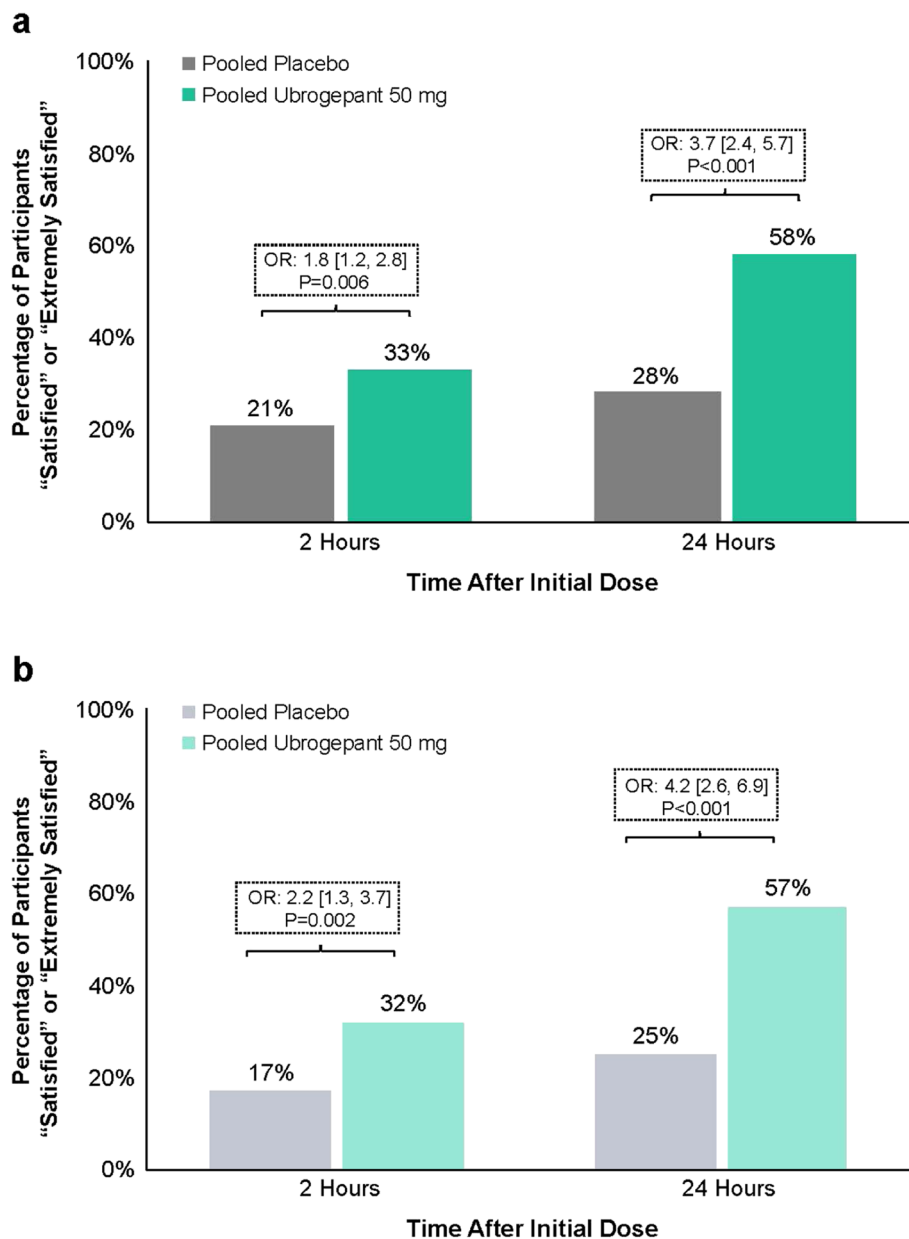 a
100%
80%
60%
40%
20%
0%
Percentage of Participants
“Satisfied” or “Extremely Satisfied”
Pooled Placebo
Pooled Ubrogepant 50 mg
OR: 1.8 [1.2, 2.8]
P=0.006
OR: 3.7 [2.4, 5.7]
P<0.001
21%
33%
28%
58%
2 Hours
24 Hours
Time After Initial Dose
b
100%
80%
60%
40%
20%
0%
Percentage of Participants
“Satisfied” or “Extremely Satisfied”
Pooled Placebo
Pooled Ubrogepant 50 mg
OR: 2.2 [1.3, 3.7]
P=0.002
OR: 4.2 [2.6, 6.9]
P<0.001
17%
32%
25%
57%
2 Hours
24 Hours
Time After Initial Dose